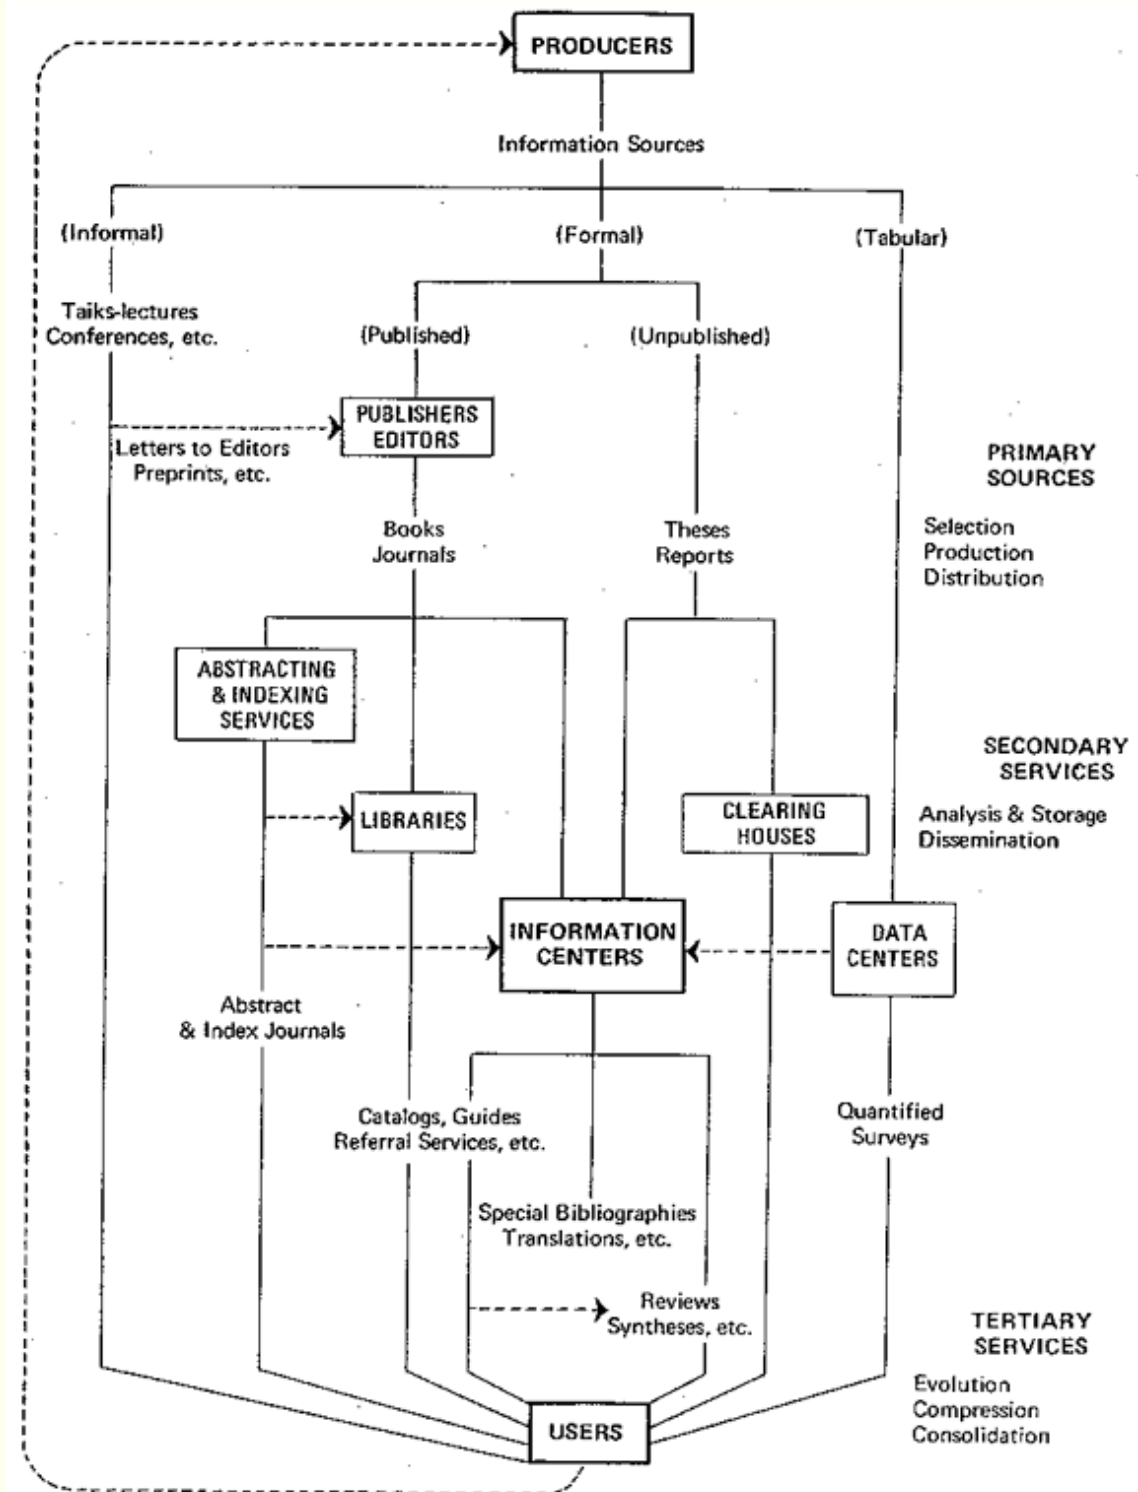 PRODUCERS
Information Sources
(Informal)
(Formal)
(Tabular)
Taiks-lectures
Conferences, etc.
(Published)
(Unpublished)
PUBLISHERS
EDITORS
Letters to Editors
Preprints, etc.
PRIMARY
SOURCES
Books
Journals
Theses
Reports
Selection
Production
Distribution
ABSTRACTING
& INDEXING
SERVICES
SECONDARY
SERVICES
LIBRARIES
CLEARING
HOUSES
Analysis & Storage
Dissemination
INFORMATION
CENTERS
DATA
CENTERS
Abstract
& Index Journals
Catalogs, Guides
Referral Services, etc.
Quantified
Surveys
Special Bibliographies
Translations, etc.
Reviews
Syntheses, etc.
TERTIARY
SERVICES
Evolution
Compression
Consolidation
USERS